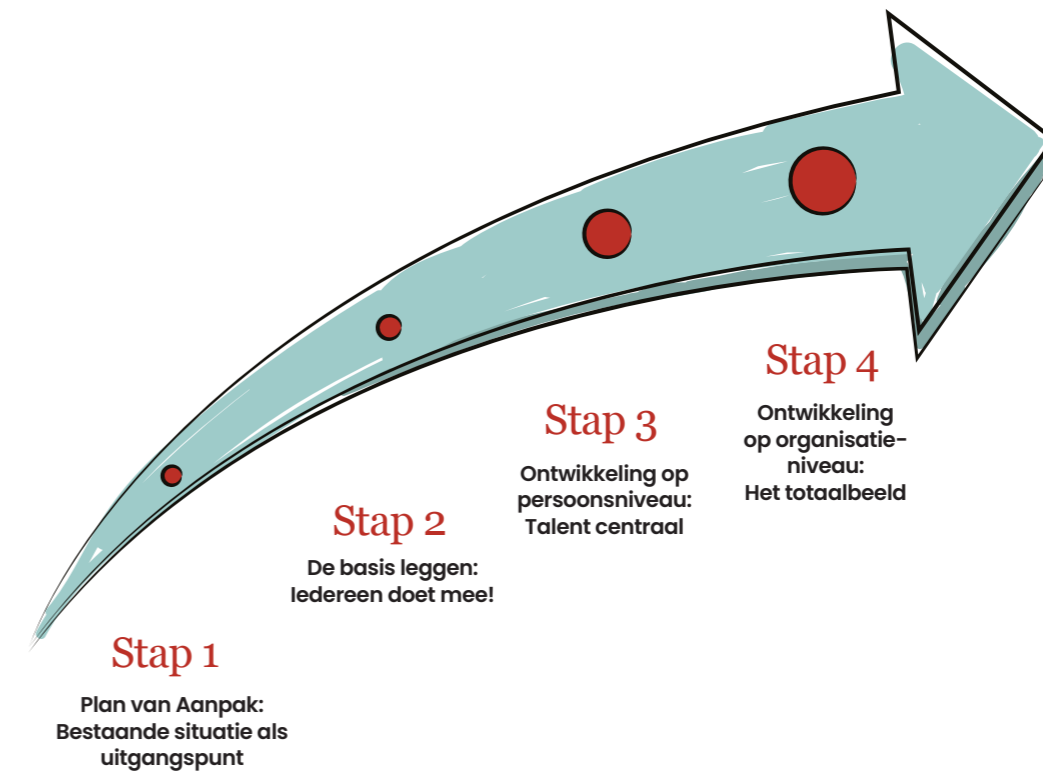 Stap 1
Plan van Aanpak:
Bestaande situatie als
uitgangspunt
Stap 2
De basis leggen:
Iedereen doet mee!
Stap 3
Ontwikkeling op
persoonsniveau:
Talent centraal
Stap 4
Ontwikkeling
op organisatie-
niveau:
Het totaalbeeld